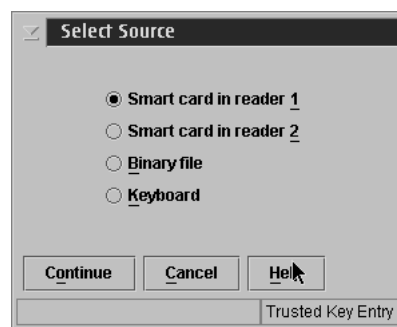 Select Source
Smart card in reader 1
Smart card in reader 2
Binary file
Keyboard
Continue Cancel Help
Trusted Key Entry